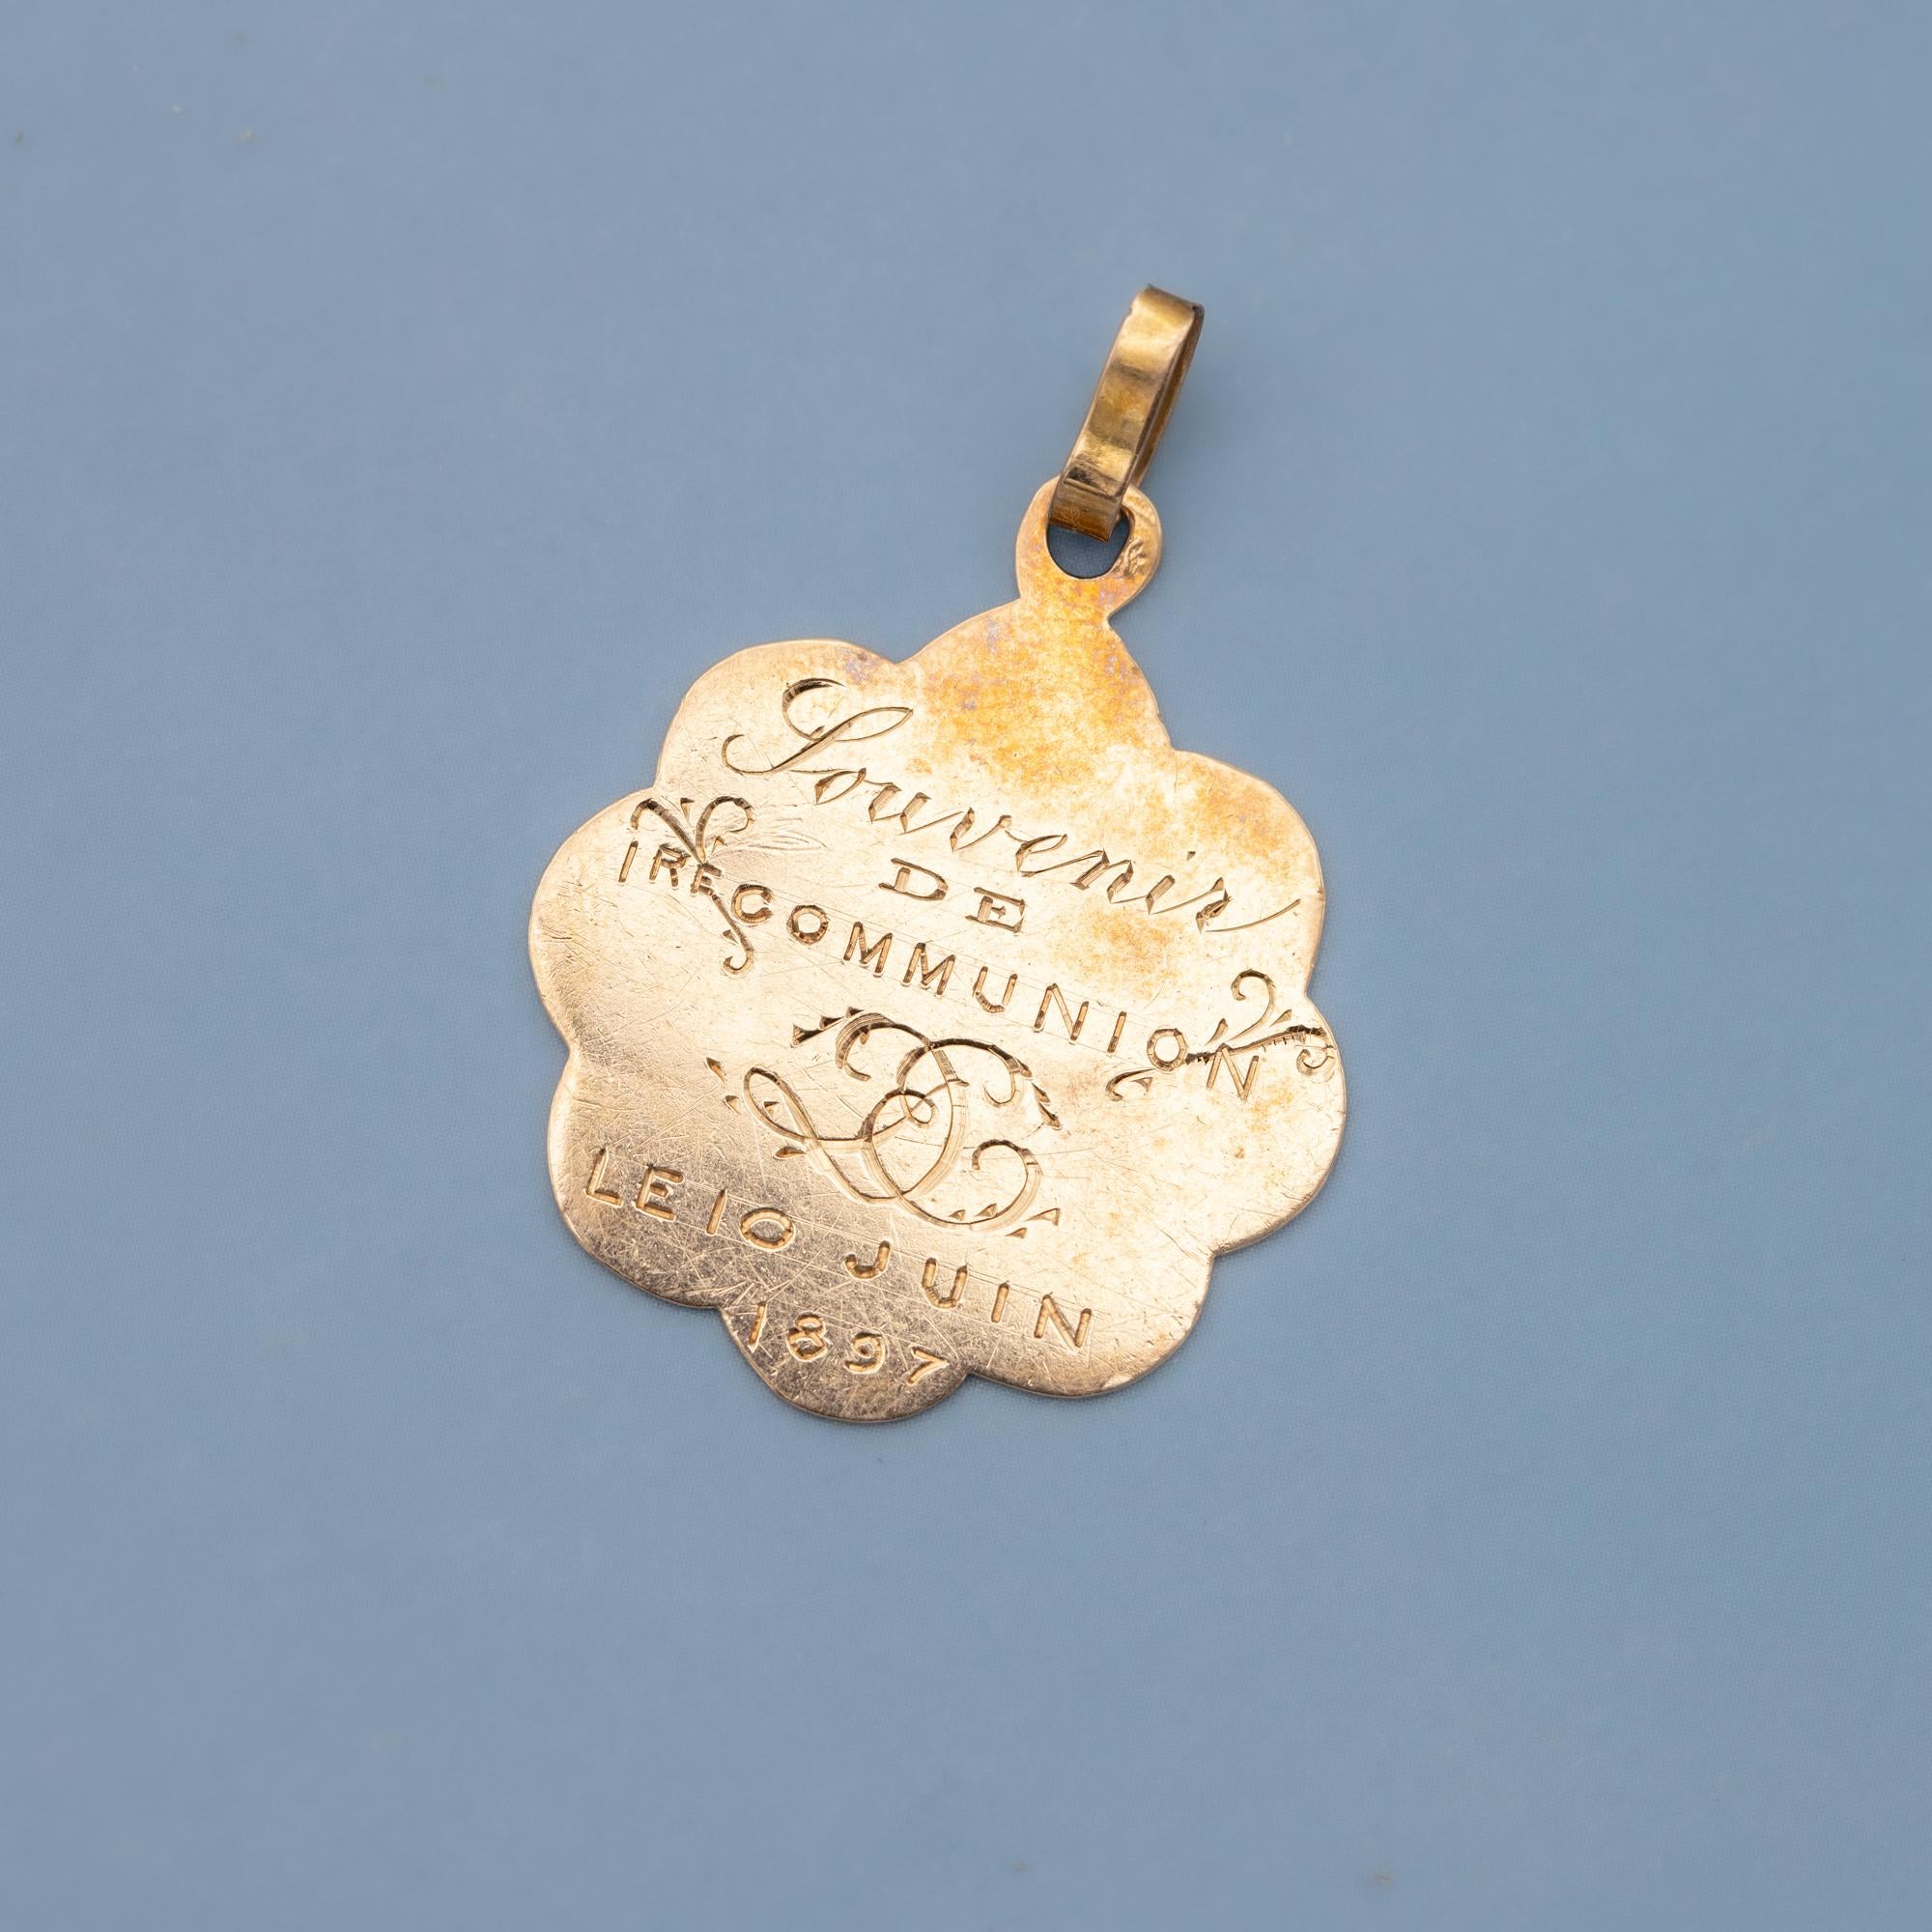 Souvenir
DE
1RE COMMUNION
LE 10 JUIN
1897